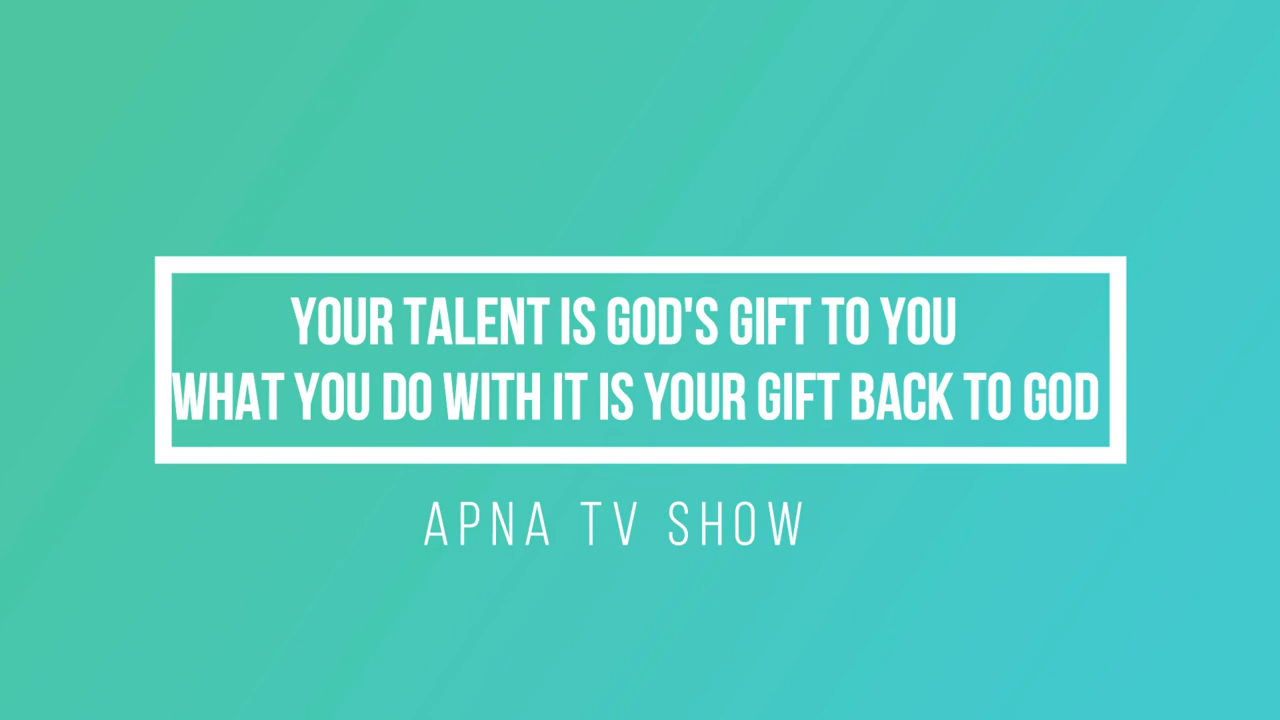 YOUR TALENT IS GOD'S GIFT TO YOU
WHAT YOU DO WITH IT IS YOUR GIFT BACK TO GOD
APNA TV SHOW